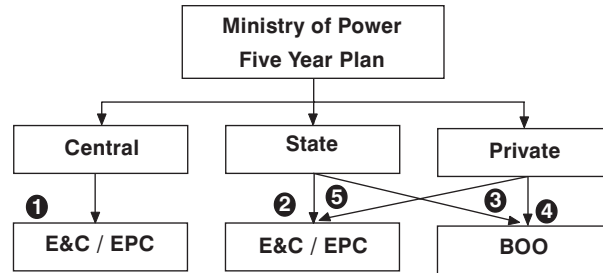 Ministry of Power
Five Year Plan
Central
State
Private
1
2
5
3
4
E&C / EPC
E&C / EPC
BOO